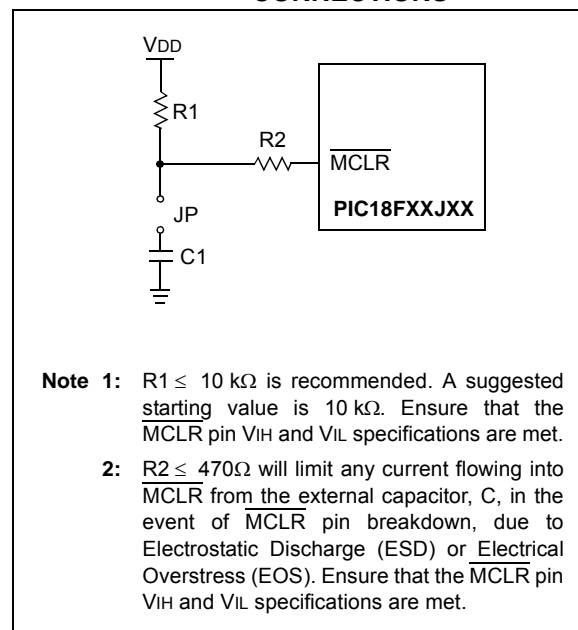 VDD
R1
R2
MCLR
JP
PIC18FXXJXX
C1
Note 1: R1 ≤ 10 kΩ is recommended. A suggested
starting value is 10 kΩ. Ensure that the
MCLR pin VIH and VIL specifications are met.
2: R2 ≤ 470Ω will limit any current flowing into
MCLR from the external capacitor, C, in the
event of MCLR pin breakdown, due to
Electrostatic Discharge (ESD) or Electrical
Overstress (EOS). Ensure that the MCLR pin
VIH and VIL specifications are met.